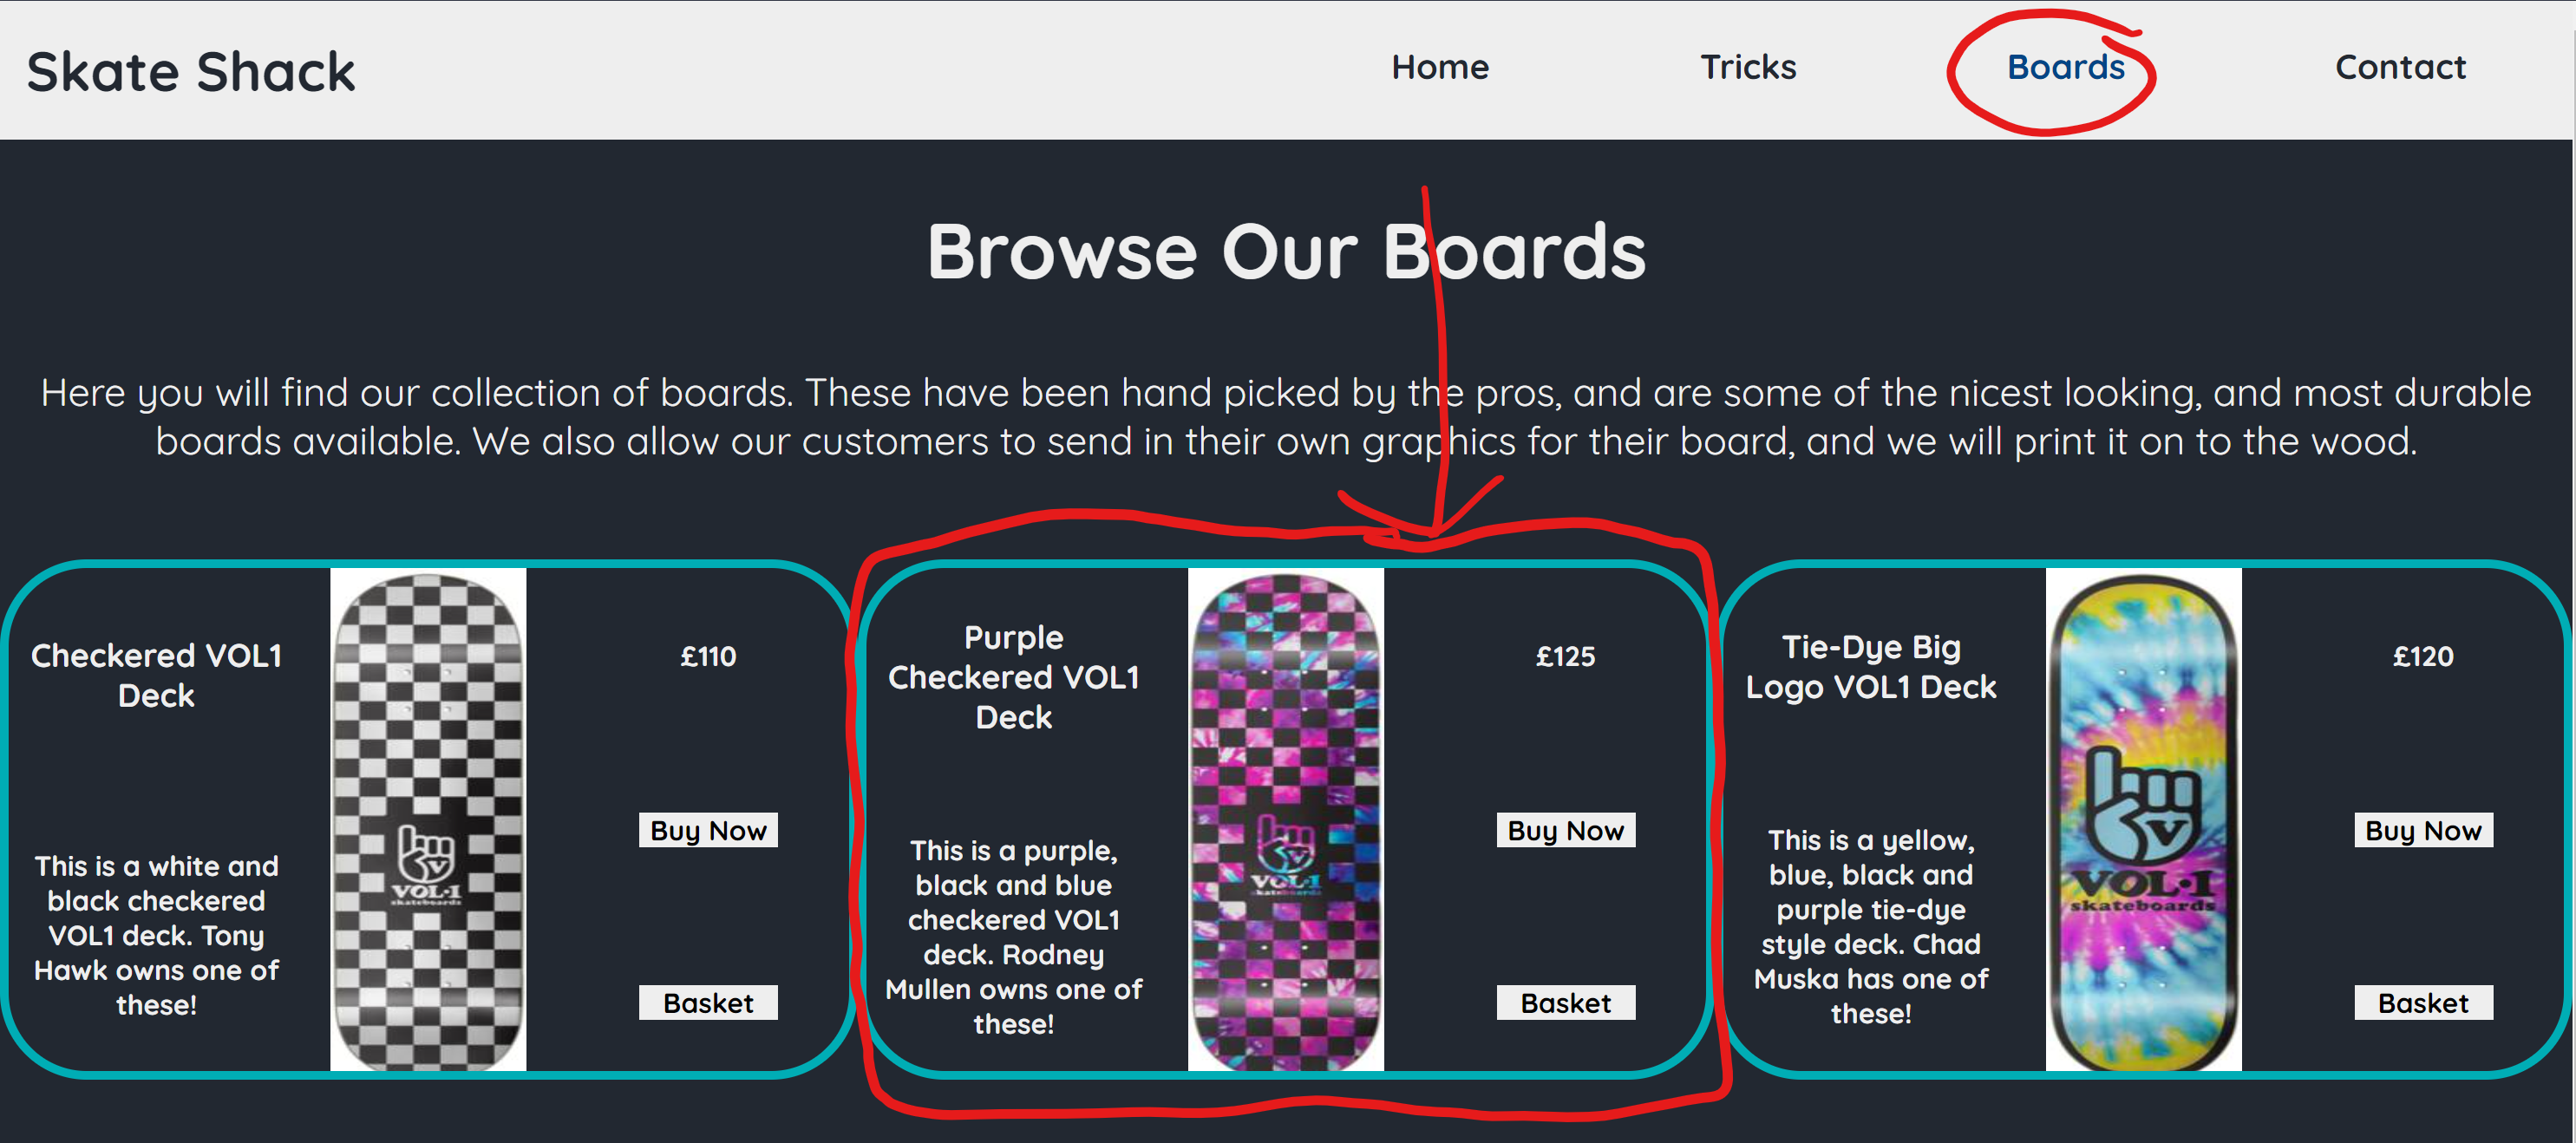 Skate Shack
Home
Tricks
Boards
Contact
Browse Our Boards
Here you will find our collection of boards. These have been hand picked by the pros, and are some of the nicest looking, and most durable
boards available. We also allow our customers to send in their own graphics for their board, and we will print it on to the wood.
Checkered VOL1
Deck
This is a white and
black checkered
VOL1 deck. Tony
Hawk owns one of
these!
V
VOL·1
skateboards
£110
Buy Now
Basket
Purple
Checkered VOL1
Deck
This is a purple,
black and blue
checkered VOL1
deck. Rodney
Mullen owns one of
these!
V
VOL·1
skateboards
£125
Buy Now
Basket
Tie-Dye Big
Logo VOL1 Deck
This is a yellow,
blue, black and
purple tie-dye
style deck. Chad
Muska has one of
these!
V
VOL·1
skateboards
£120
Buy Now
Basket